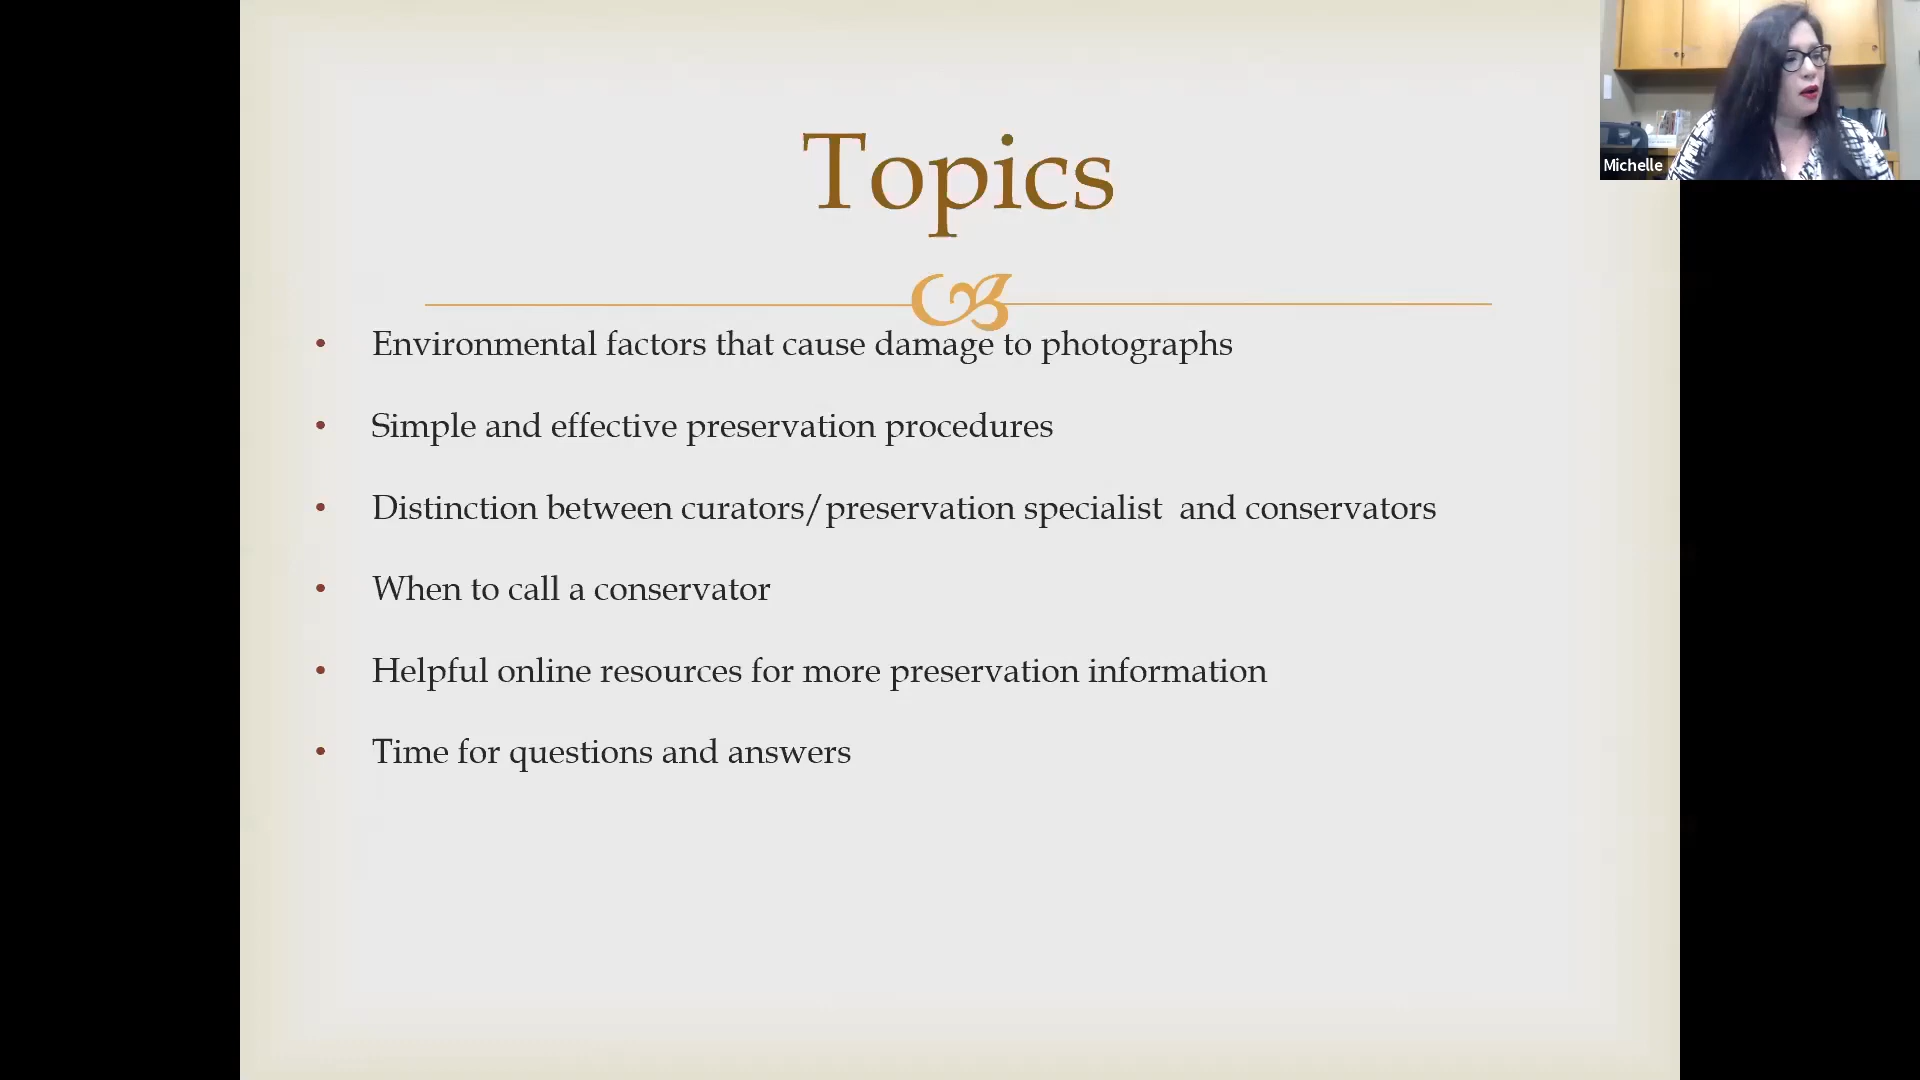 Topics
• Environmental factors that cause damage to photographs
• Simple and effective preservation procedures
• Distinction between curators/preservation specialist  and conservators
• When to call a conservator
• Helpful online resources for more preservation information
• Time for questions and answers
Michelle